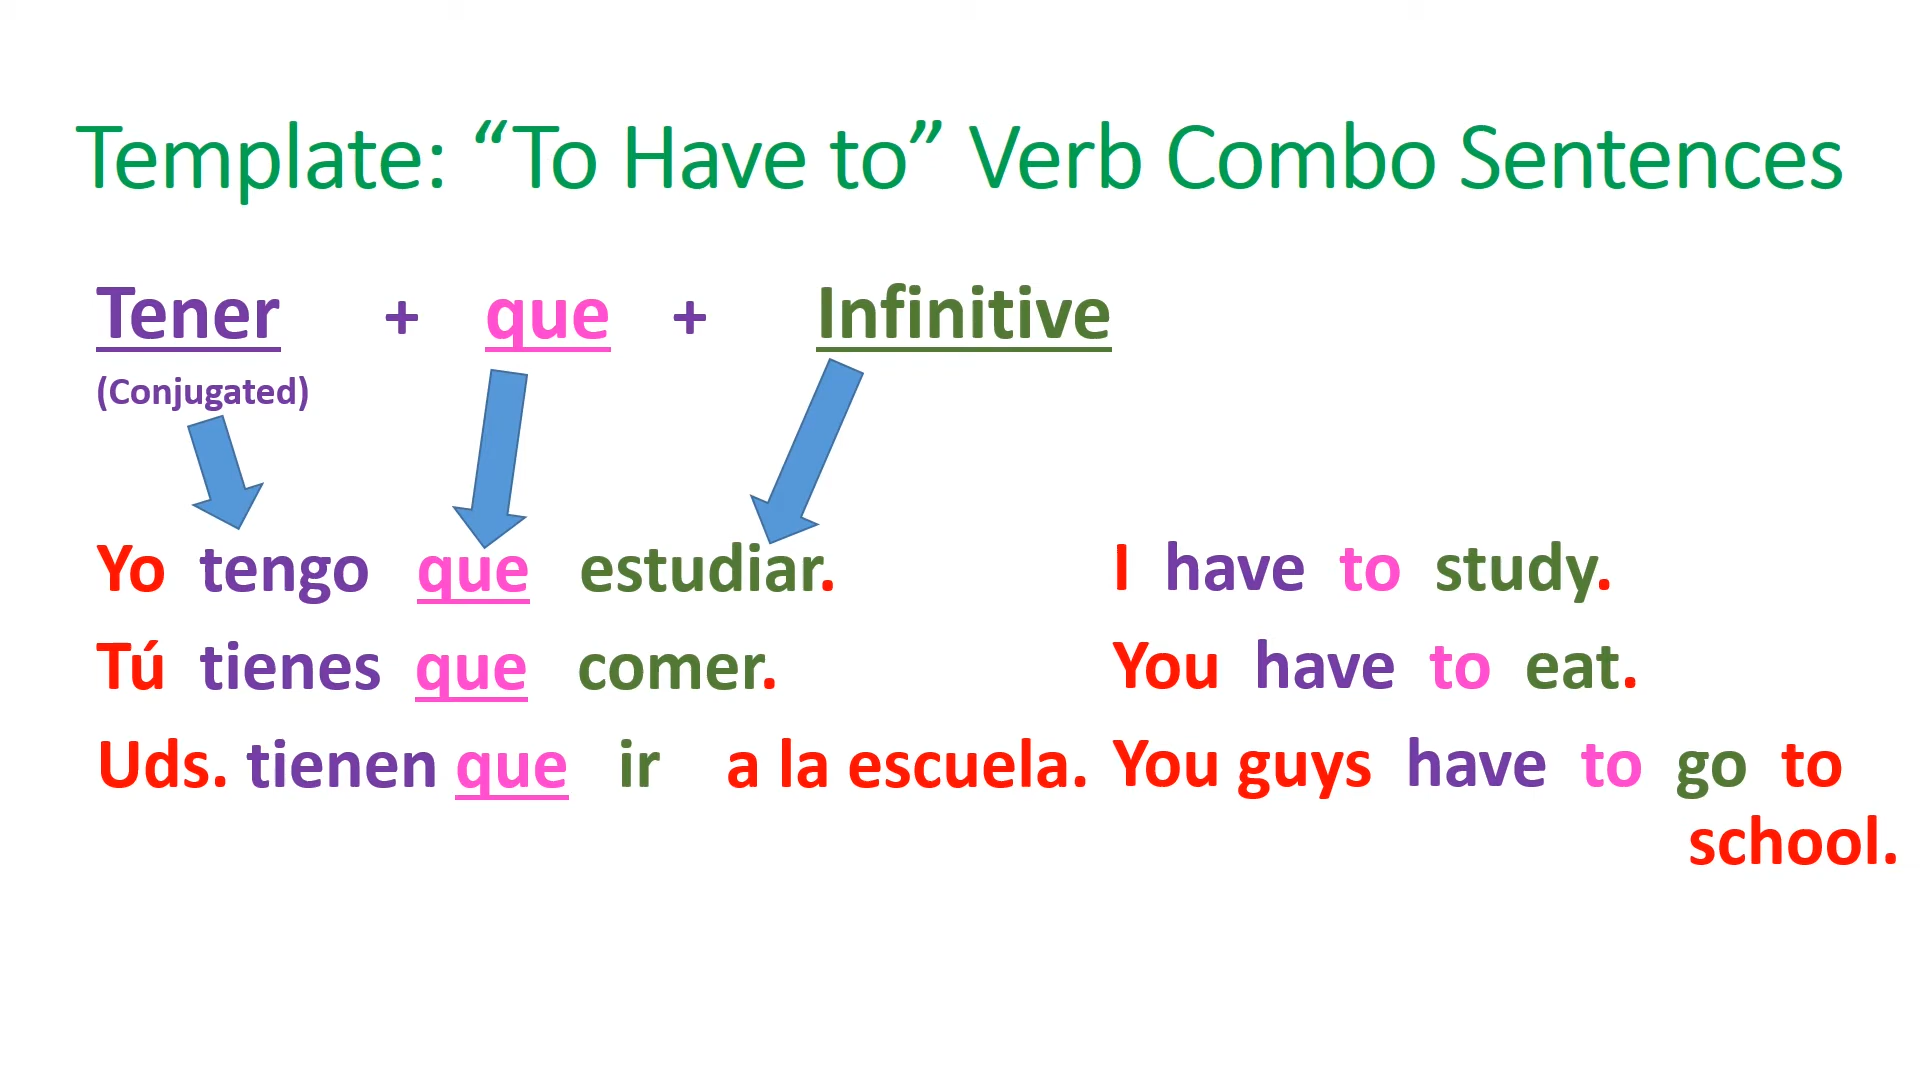 Template: “To Have to” Verb Combo Sentences
Tener + que + Infinitive
(Conjugated)
Yo tengo que estudiar. I have to study.
Tú tienes que comer. You have to eat.
Uds. tienen que ir a la escuela. You guys have to go to
school.